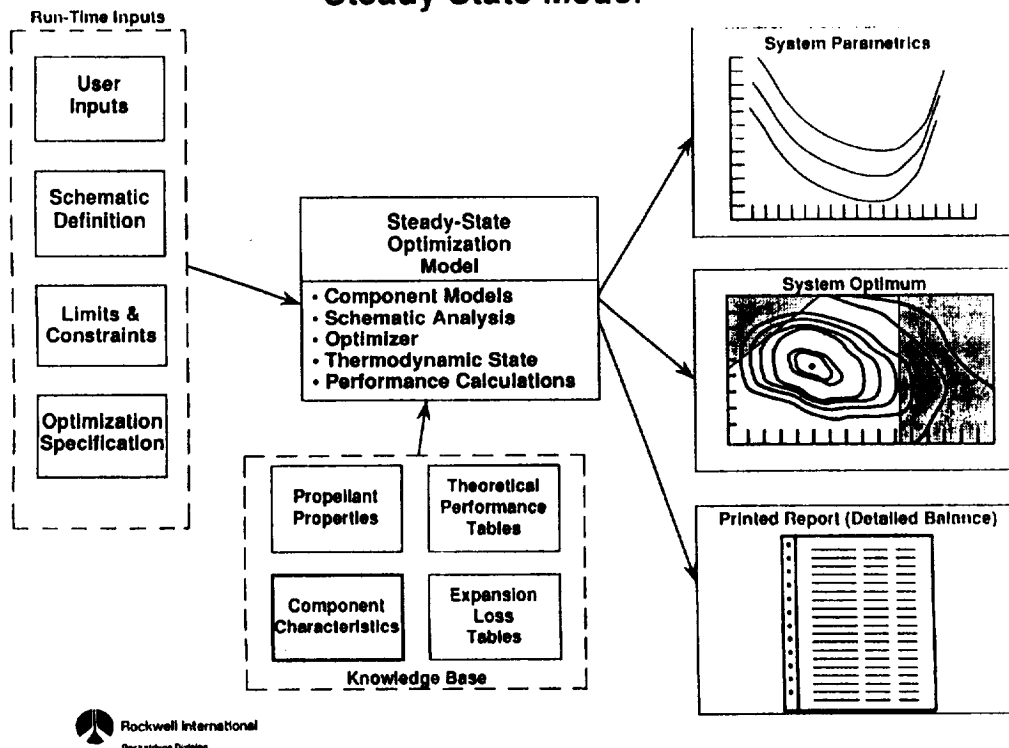 Steady-State Model
Run-Time Inputs
User
Inputs
Schematic
Definition
Limits &
Constraints
Optimization
Specification
Steady-State
Optimization
Model
· Component Models
· Schematic Analysis
· Optimizer
· Thermodynamic State
· Performance Calculations
Propellant
Properties
Theoretical
Performance
Tables
Component
Characteristics
Expansion
Loss
Tables
Knowledge Base
System Parametrics
System Optimum
Printed Report (Detailed Balance)
Rockwell International
Rocketdyne Division